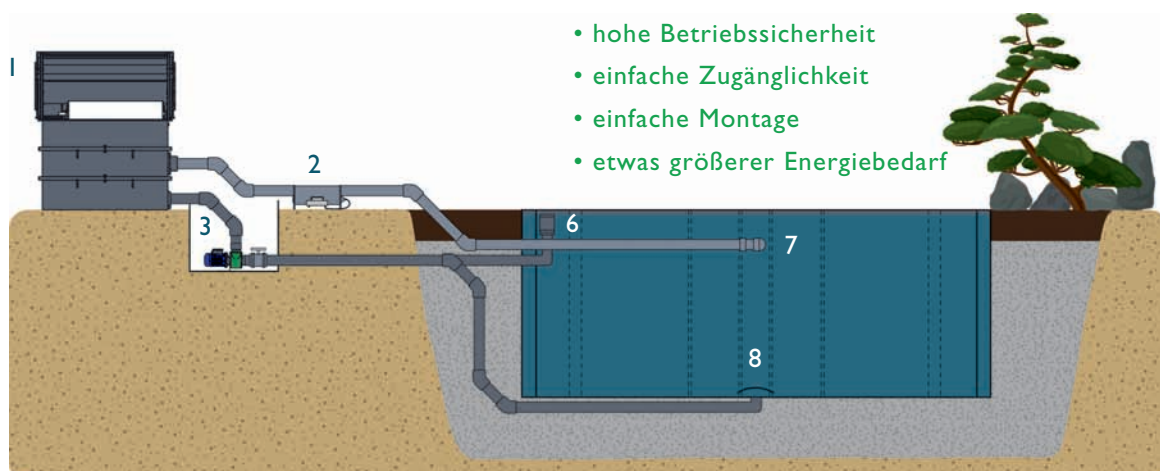 • hohe Betriebssicherheit
• einfache Zugänglichkeit
• einfache Montage
• etwas größerer Energiebedarf
1
2
3
6
7
8